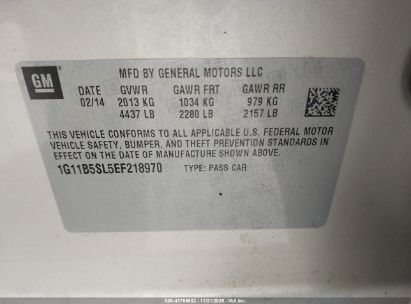 GM
MFD BY GENERAL MOTORS LLC
DATE GVWR GAWR FRT GAWR RR
02/14 2013 KG 1034 KG 979 KG
4437 LB 2280 LB 2157 LB
THIS VEHICLE CONFORMS TO ALL APPLICABLE U.S. FEDERAL MOTOR
VEHICLE SAFETY, BUMPER, AND THEFT PREVENTION STANDARDS IN
EFFECT ON THE DATE OF MANUFACTURE SHOWN ABOVE.
1G11B5SL5EF218970 TYPE: PASS CAR